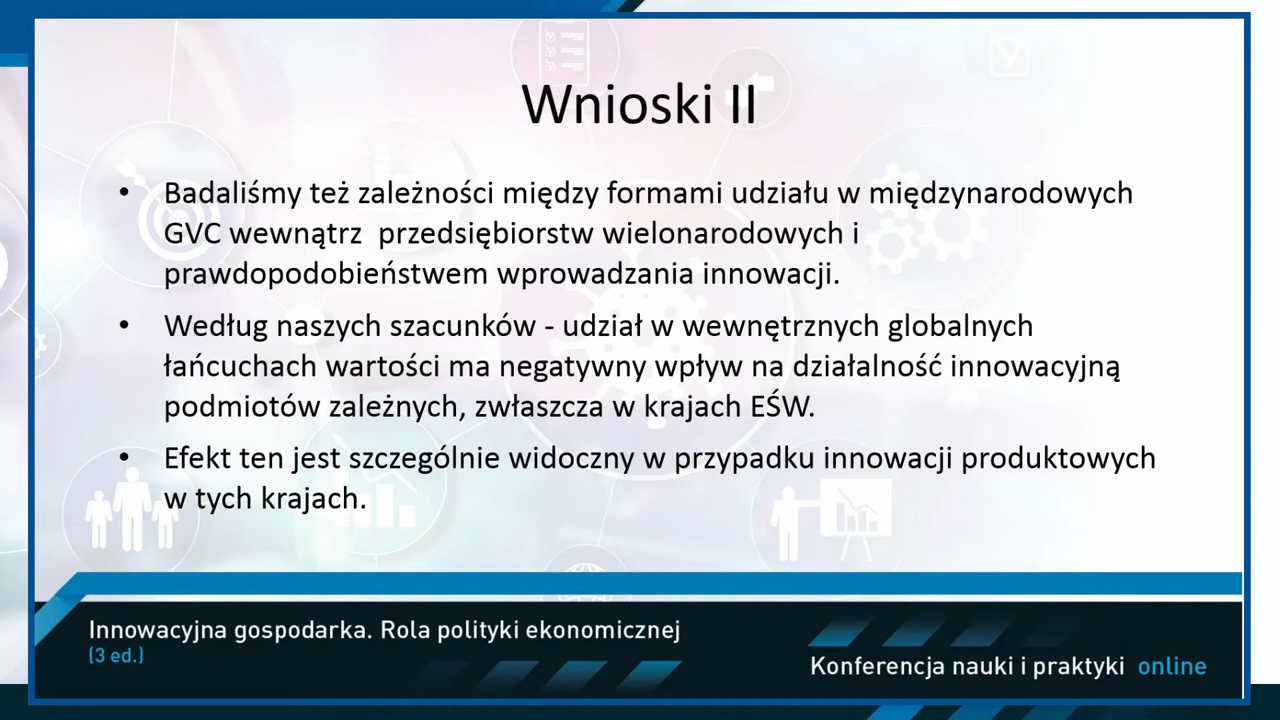 Wnioski II
• Badaliśmy też zależności między formami udziału w międzynarodowych
GVC wewnątrz  przedsiębiorstw wielonarodowych i
prawdopodobieństwem wprowadzania innowacji.
• Według naszych szacunków - udział w wewnętrznych globalnych
łańcuchach wartości ma negatywny wpływ na działalność innowacyjną
podmiotów zależnych, zwłaszcza w krajach EŚW.
• Efekt ten jest szczególnie widoczny w przypadku innowacji produktowych
w tych krajach.
Innowacyjna gospodarka. Rola polityki ekonomicznej
(3 ed.)
Konferencja nauki i praktyki online